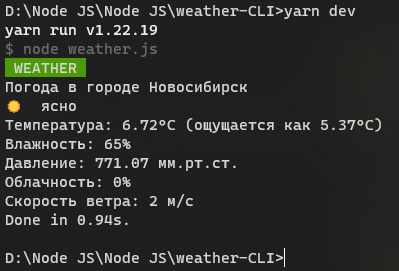 D:\Node JS\Node JS\weather-CLI>yarn dev
yarn run v1.22.19
$ node weather.js
WEATHER
Погода в городе Новосибирск
ясно
Температура: 6.72°C (ощущается как 5.37°C)
Влажность: 65%
Давление: 771.07 мм.рт.ст.
Облачность: 0%
Скорость ветра: 2 м/с
Done in 0.94s.
D:\Node JS\Node JS\weather-CLI>